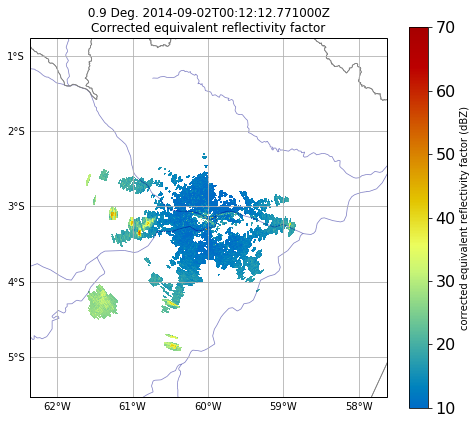 0.9 Deg. 2014-09-02T00:12:12.771000Z
Corrected equivalent reflectivity factor
1°S
2°S
3°S
4°S
5°S
62°W
61°W
60°W
59°W
58°W
70
60
50
40
30
20
10
corrected equivalent reflectivity factor (dBZ)